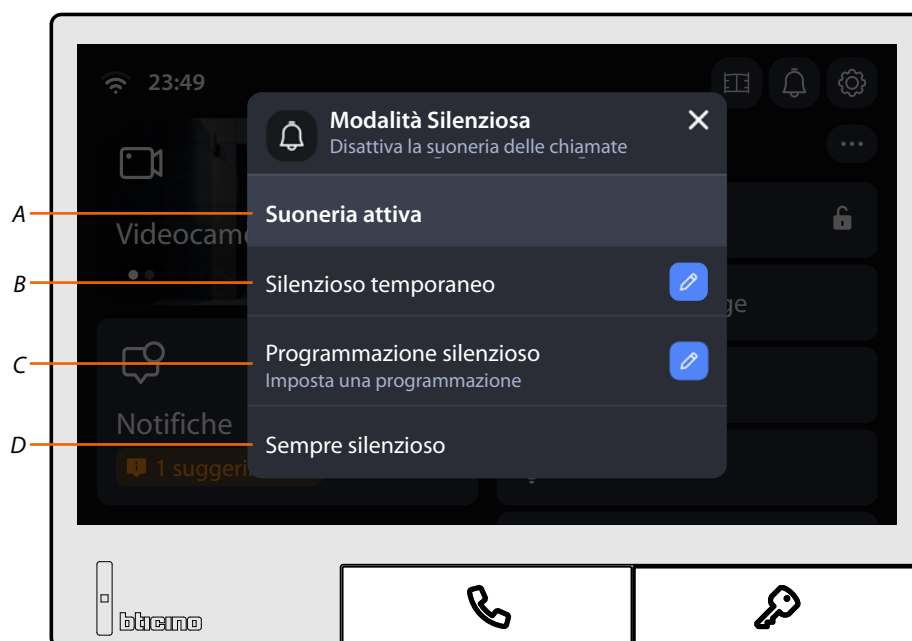 23:49
Modalità Silenziosa
Disattiva la suoneria delle chiamate
A
Suoneria attiva
Videocam
B
Silenzioso temporaneo
ge
C
Programmazione silenzioso
Imposta una programmazione
Notifiche
D
Sempre silenzioso
1 suggeri
bticino